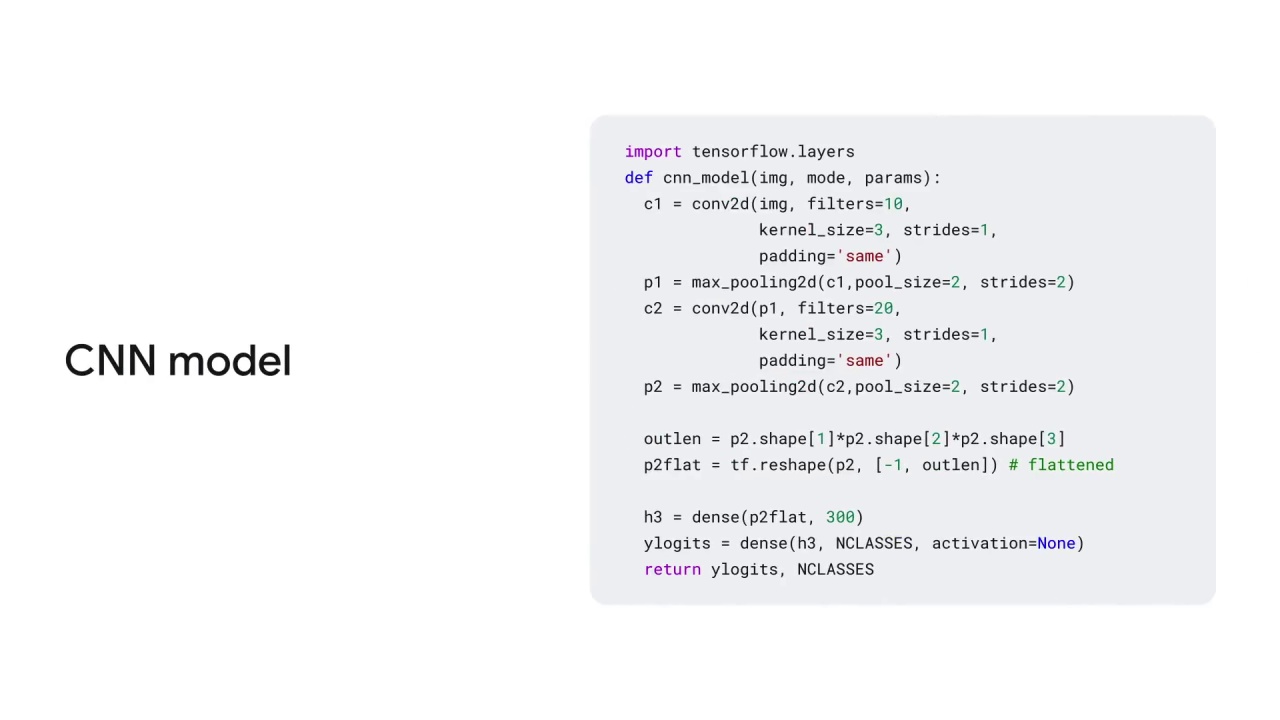 CNN model
import tensorflow.layers
def cnn_model(img, mode, params):
  c1 = conv2d(img, filters=10,
              kernel_size=3, strides=1,
              padding='same')
  p1 = max_pooling2d(c1,pool_size=2, strides=2)
  c2 = conv2d(p1, filters=20,
              kernel_size=3, strides=1,
              padding='same')
  p2 = max_pooling2d(c2,pool_size=2, strides=2)
  outlen = p2.shape[1]*p2.shape[2]*p2.shape[3]
  p2flat = tf.reshape(p2, [-1, outlen]) # flattened
  h3 = dense(p2flat, 300)
  ylogits = dense(h3, NCLASSES, activation=None)
  return ylogits, NCLASSES